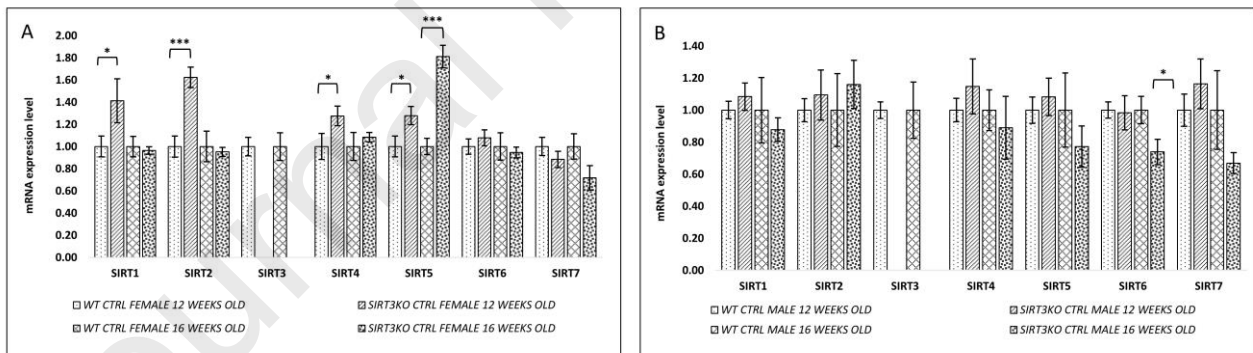 A
mRNA expression level
2.00
1.80
1.60
1.40
1.20
1.00
0.80
0.60
0.40
0.20
0.00
* *** * * ***
SIRT1 SIRT2 SIRT3 SIRT4 SIRT5 SIRT6 SIRT7
WT CTRL FEMALE 12 WEEKS OLD SIRT3KO CTRL FEMALE 12 WEEKS OLD
WT CTRL FEMALE 16 WEEKS OLD SIRT3KO CTRL FEMALE 16 WEEKS OLD
B
mRNA expression level
1.40
1.20
1.00
0.80
0.60
0.40
0.20
0.00
*
SIRT1 SIRT2 SIRT3 SIRT4 SIRT5 SIRT6 SIRT7
WT CTRL MALE 12 WEEKS OLD SIRT3KO CTRL MALE 12 WEEKS OLD
WT CTRL MALE 16 WEEKS OLD SIRT3KO CTRL MALE 16 WEEKS OLD